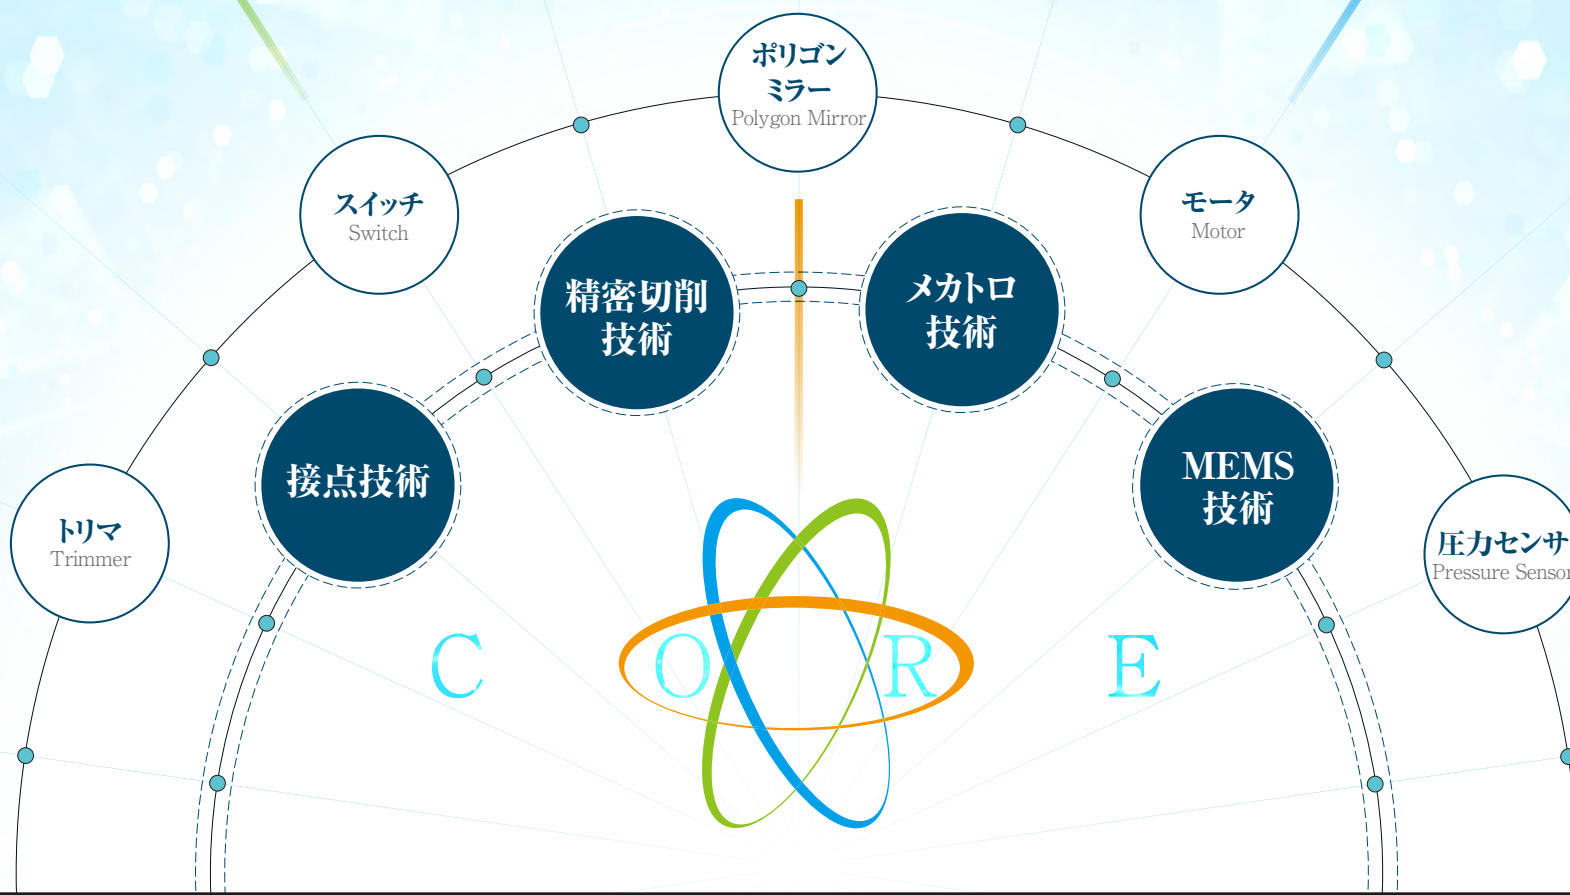 ポリゴン
ミラー
Polygon Mirror
スイッチ
Switch
モータ
Motor
精密切削
技術
メカトロ
技術
接点技術
MEMS
技術
トリマ
Trimmer
圧力センサ
Pressure Sensor
C O R E